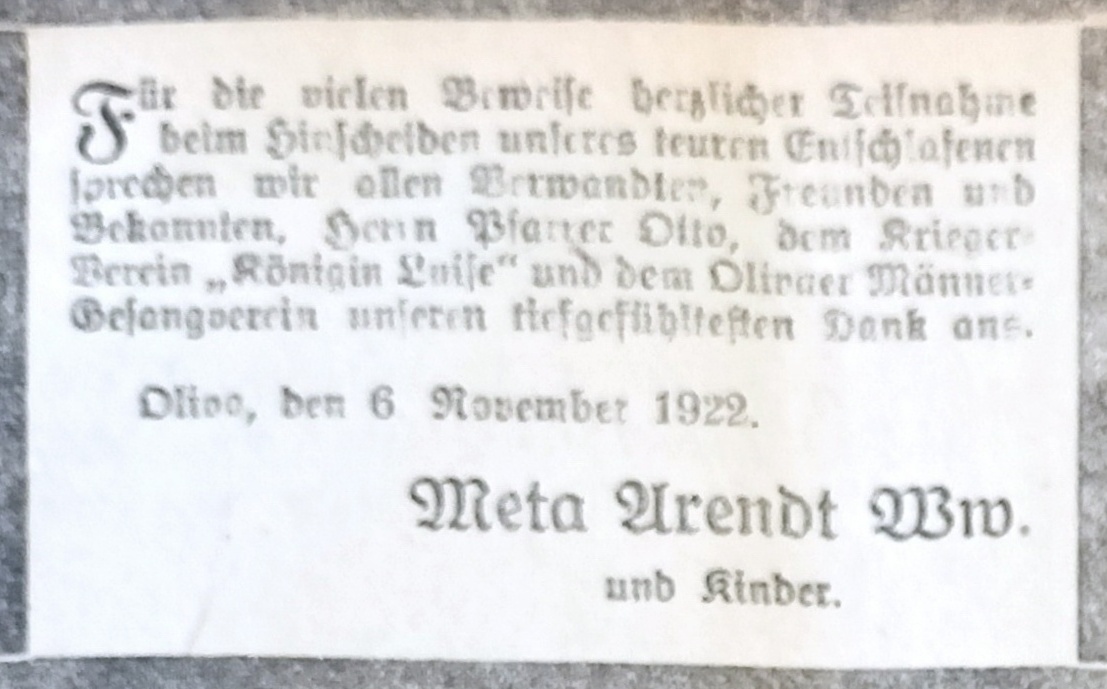 Für die vielen Beweise herzlicher Teilnahme
beim Hinscheiden unseres teuren Entschlafenen
sprechen wir allen Verwandten, Freunden und
Bekannten, Herrn Pfarrer Otto, dem Krieger-
Verein „Königin Luise“ und dem Olivaer Männer-
Gesangverein unseren tiefgefühltesten Dank aus.
Oliva, den 6 November 1922.
Meta Arendt Ww.
und Kinder.